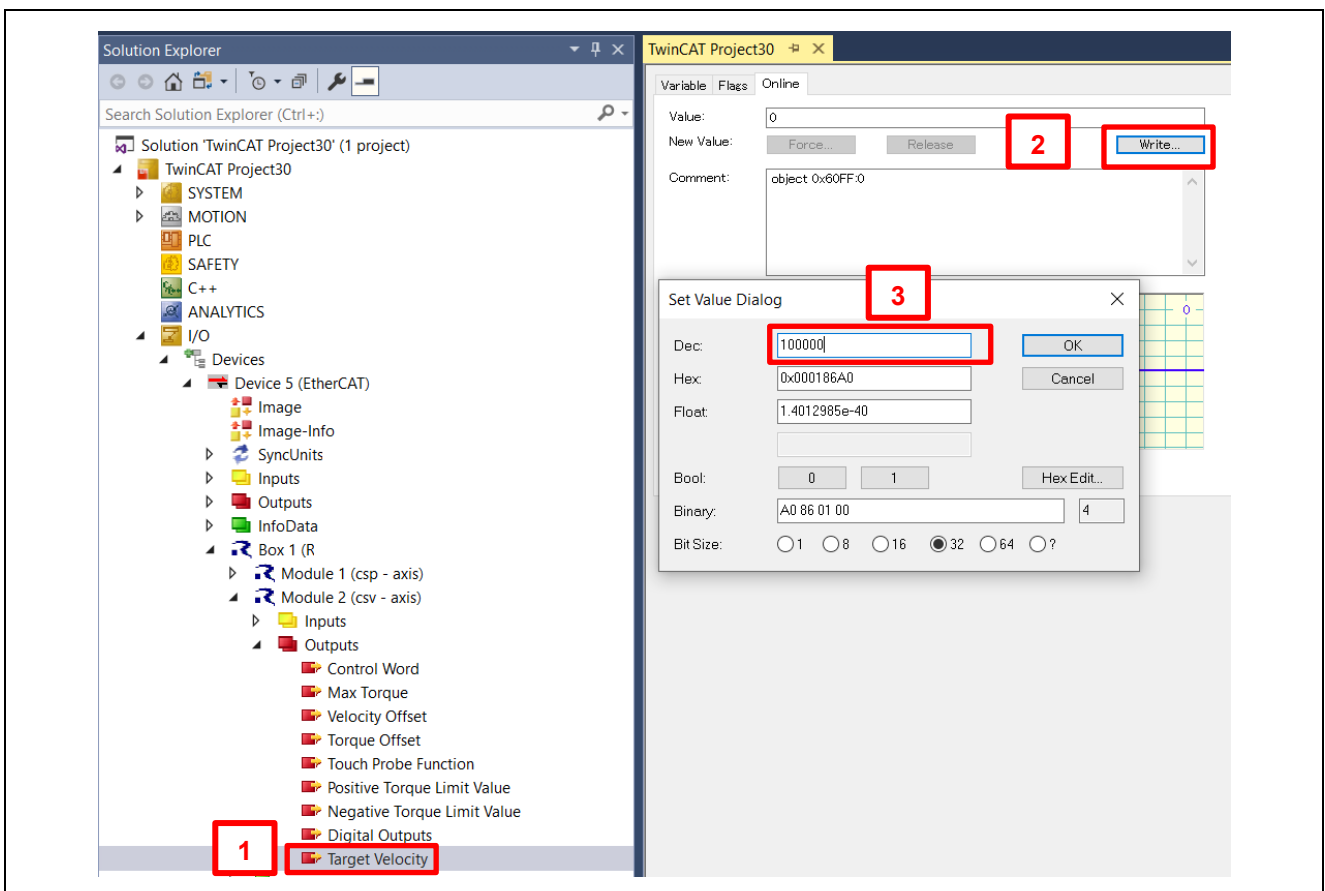 Solution Explorer
Search Solution Explorer (Ctrl+:)
Solution 'TwinCAT Project30' (1 project)
TwinCAT Project30
SYSTEM
MOTION
PLC
SAFETY
C++
ANALYTICS
I/O
Devices
Device 5 (EtherCAT)
Image
Image-Info
SyncUnits
Inputs
Outputs
InfoData
Box 1 (R
Module 1 (csp - axis)
Module 2 (csv - axis)
Inputs
Outputs
Control Word
Max Torque
Velocity Offset
Torque Offset
Touch Probe Function
Positive Torque Limit Value
Negative Torque Limit Value
Digital Outputs
1
Target Velocity
TwinCAT Project30
Variable Flags Online
Value: 0
New Value: Force... Release 2 Write...
Comment: object 0x60FF:0
3
Set Value Dialog
0
Dec: 100000 OK
Hex: 0x000186A0 Cancel
Float: 1.4012985e-40
Bool: 0 1 Hex Edit...
Binary: A0 86 01 00 4
Bit Size: 1 8 16 32 64 ?